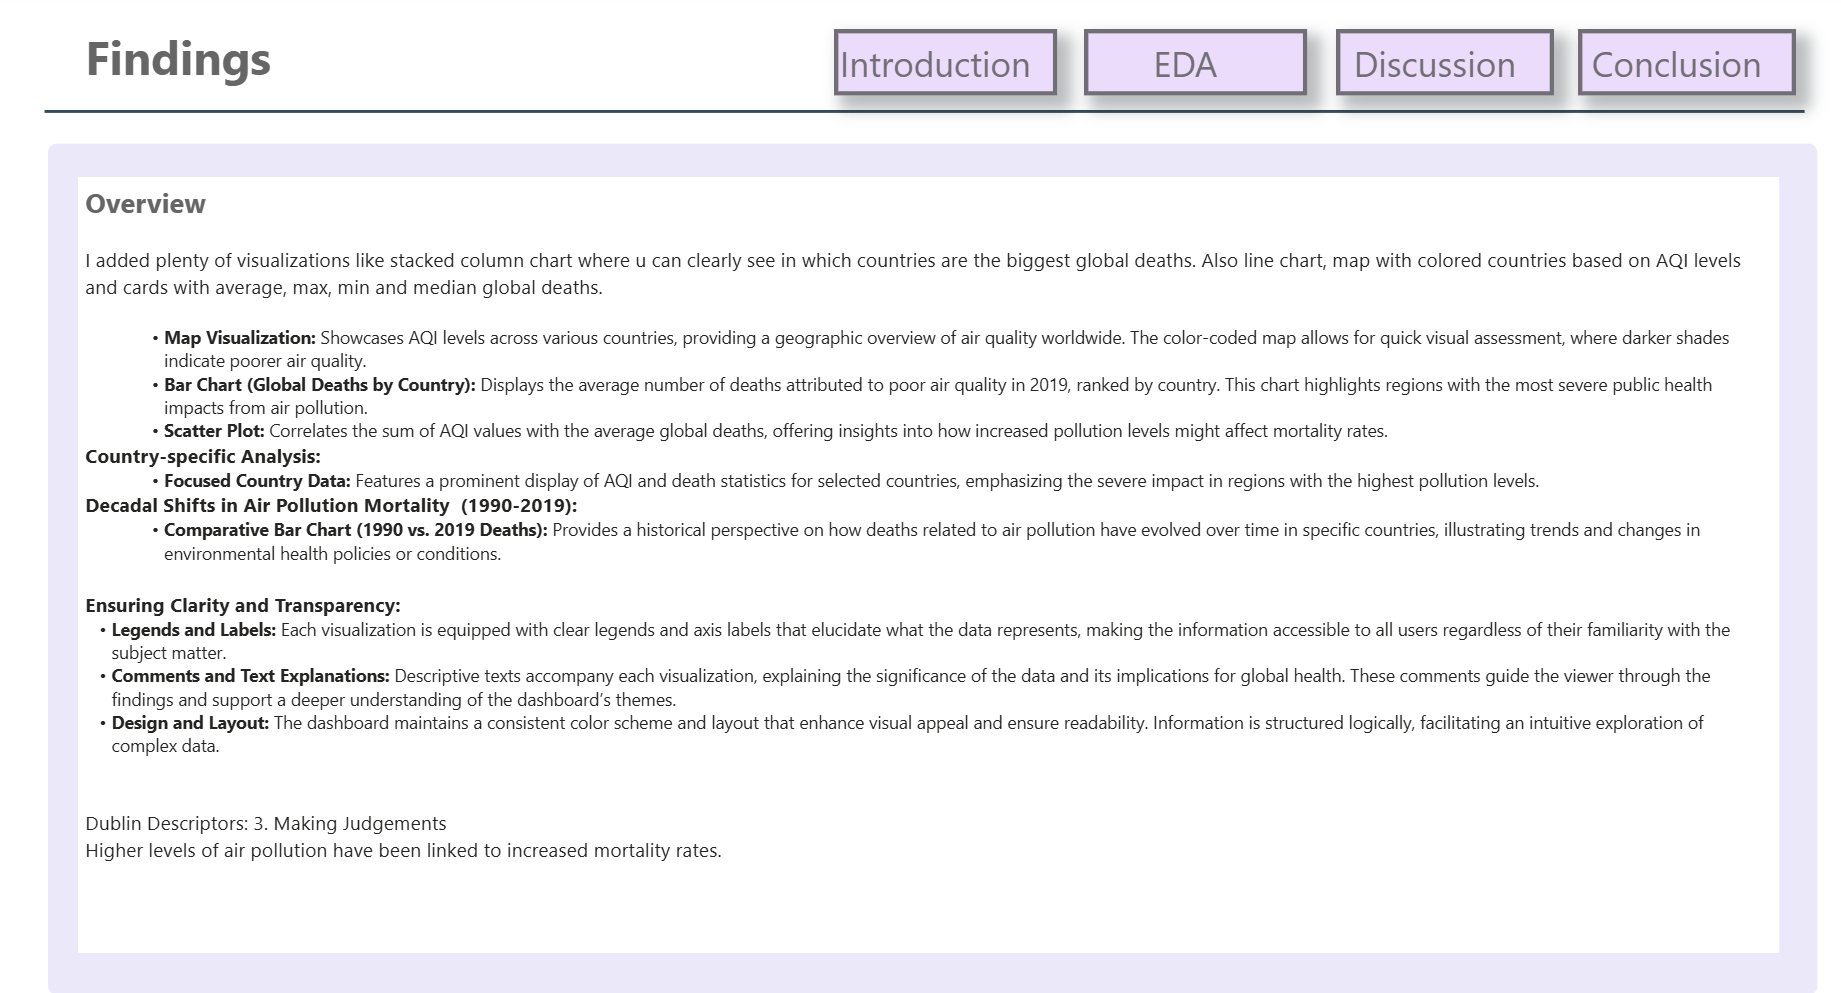 Findings
Introduction
EDA
Discussion
Conclusion
Overview
I added plenty of visualizations like stacked column chart where u can clearly see in which countries are the biggest global deaths. Also line chart, map with colored countries based on AQI levels
and cards with average, max, min and median global deaths.
• Map Visualization: Showcases AQI levels across various countries, providing a geographic overview of air quality worldwide. The color-coded map allows for quick visual assessment, where darker shades
indicate poorer air quality.
• Bar Chart (Global Deaths by Country): Displays the average number of deaths attributed to poor air quality in 2019, ranked by country. This chart highlights regions with the most severe public health
impacts from air pollution.
• Scatter Plot: Correlates the sum of AQI values with the average global deaths, offering insights into how increased pollution levels might affect mortality rates.
Country-specific Analysis:
• Focused Country Data: Features a prominent display of AQI and death statistics for selected countries, emphasizing the severe impact in regions with the highest pollution levels.
Decadal Shifts in Air Pollution Mortality  (1990-2019):
• Comparative Bar Chart (1990 vs. 2019 Deaths): Provides a historical perspective on how deaths related to air pollution have evolved over time in specific countries, illustrating trends and changes in
environmental health policies or conditions.
Ensuring Clarity and Transparency:
• Legends and Labels: Each visualization is equipped with clear legends and axis labels that elucidate what the data represents, making the information accessible to all users regardless of their familiarity with the
subject matter.
• Comments and Text Explanations: Descriptive texts accompany each visualization, explaining the significance of the data and its implications for global health. These comments guide the viewer through the
findings and support a deeper understanding of the dashboard’s themes.
• Design and Layout: The dashboard maintains a consistent color scheme and layout that enhance visual appeal and ensure readability. Information is structured logically, facilitating an intuitive exploration of
complex data.
Dublin Descriptors: 3. Making Judgements
Higher levels of air pollution have been linked to increased mortality rates.